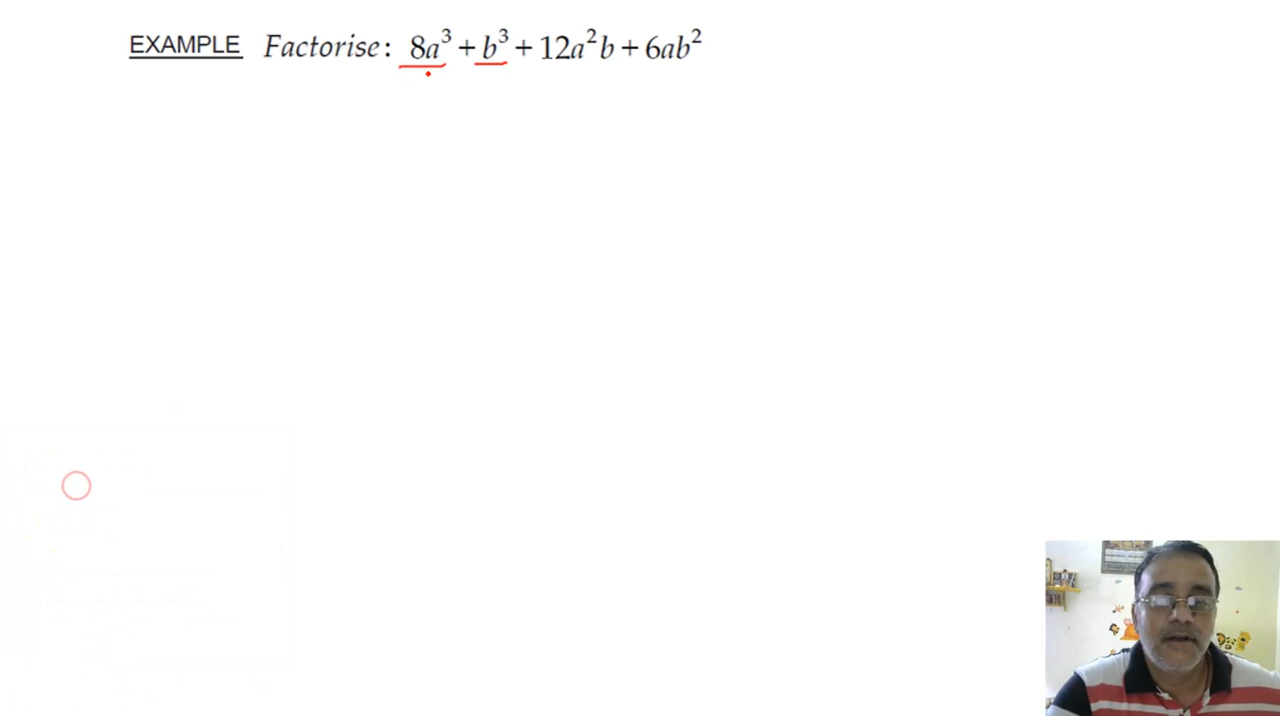 EXAMPLE Factorise: 8a³ + b³ + 12a²b + 6ab²